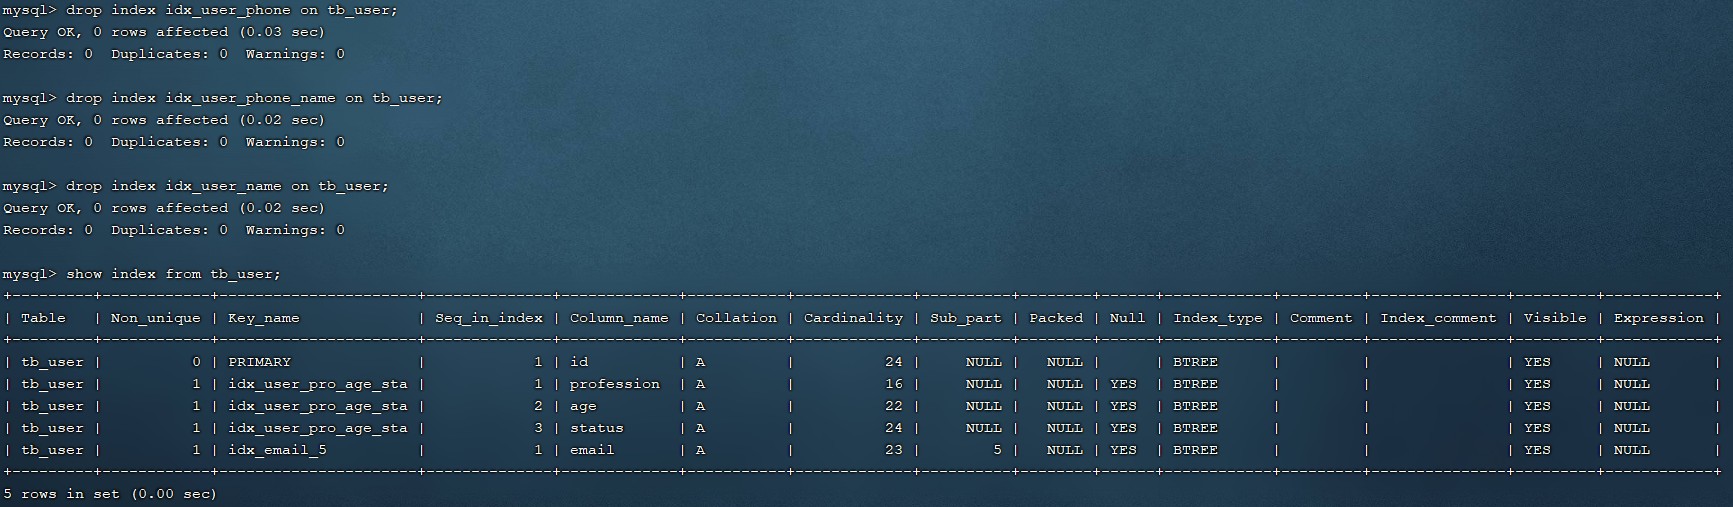 mysql> drop index idx_user_phone on tb_user;
Query OK, 0 rows affected (0.03 sec)
Records: 0  Duplicates: 0  Warnings: 0

mysql> drop index idx_user_phone_name on tb_user;
Query OK, 0 rows affected (0.02 sec)
Records: 0  Duplicates: 0  Warnings: 0

mysql> drop index idx_user_name on tb_user;
Query OK, 0 rows affected (0.02 sec)
Records: 0  Duplicates: 0  Warnings: 0

mysql> show index from tb_user;
+---------+------------+----------------------+--------------+-------------+-----------+-------------+----------+--------+------+------------+---------+---------------+---------+------------+
| Table   | Non_unique | Key_name             | Seq_in_index | Column_name | Collation | Cardinality | Sub_part | Packed | Null | Index_type | Comment | Index_comment | Visible | Expression |
+---------+------------+----------------------+--------------+-------------+-----------+-------------+----------+--------+------+------------+---------+---------------+---------+------------+
| tb_user |          0 | PRIMARY              |            1 | id          | A         |          24 |     NULL |   NULL |      | BTREE      |         |               | YES     | NULL       |
| tb_user |          1 | idx_user_pro_age_sta |            1 | profession  | A         |          16 |     NULL |   NULL | YES  | BTREE      |         |               | YES     | NULL       |
| tb_user |          1 | idx_user_pro_age_sta |            2 | age         | A         |          22 |     NULL |   NULL | YES  | BTREE      |         |               | YES     | NULL       |
| tb_user |          1 | idx_user_pro_age_sta |            3 | status      | A         |          24 |     NULL |   NULL | YES  | BTREE      |         |               | YES     | NULL       |
| tb_user |          1 | idx_email_5          |            1 | email       | A         |          23 |        5 |   NULL | YES  | BTREE      |         |               | YES     | NULL       |
+---------+------------+----------------------+--------------+-------------+-----------+-------------+----------+--------+------+------------+---------+---------------+---------+------------+
5 rows in set (0.00 sec)